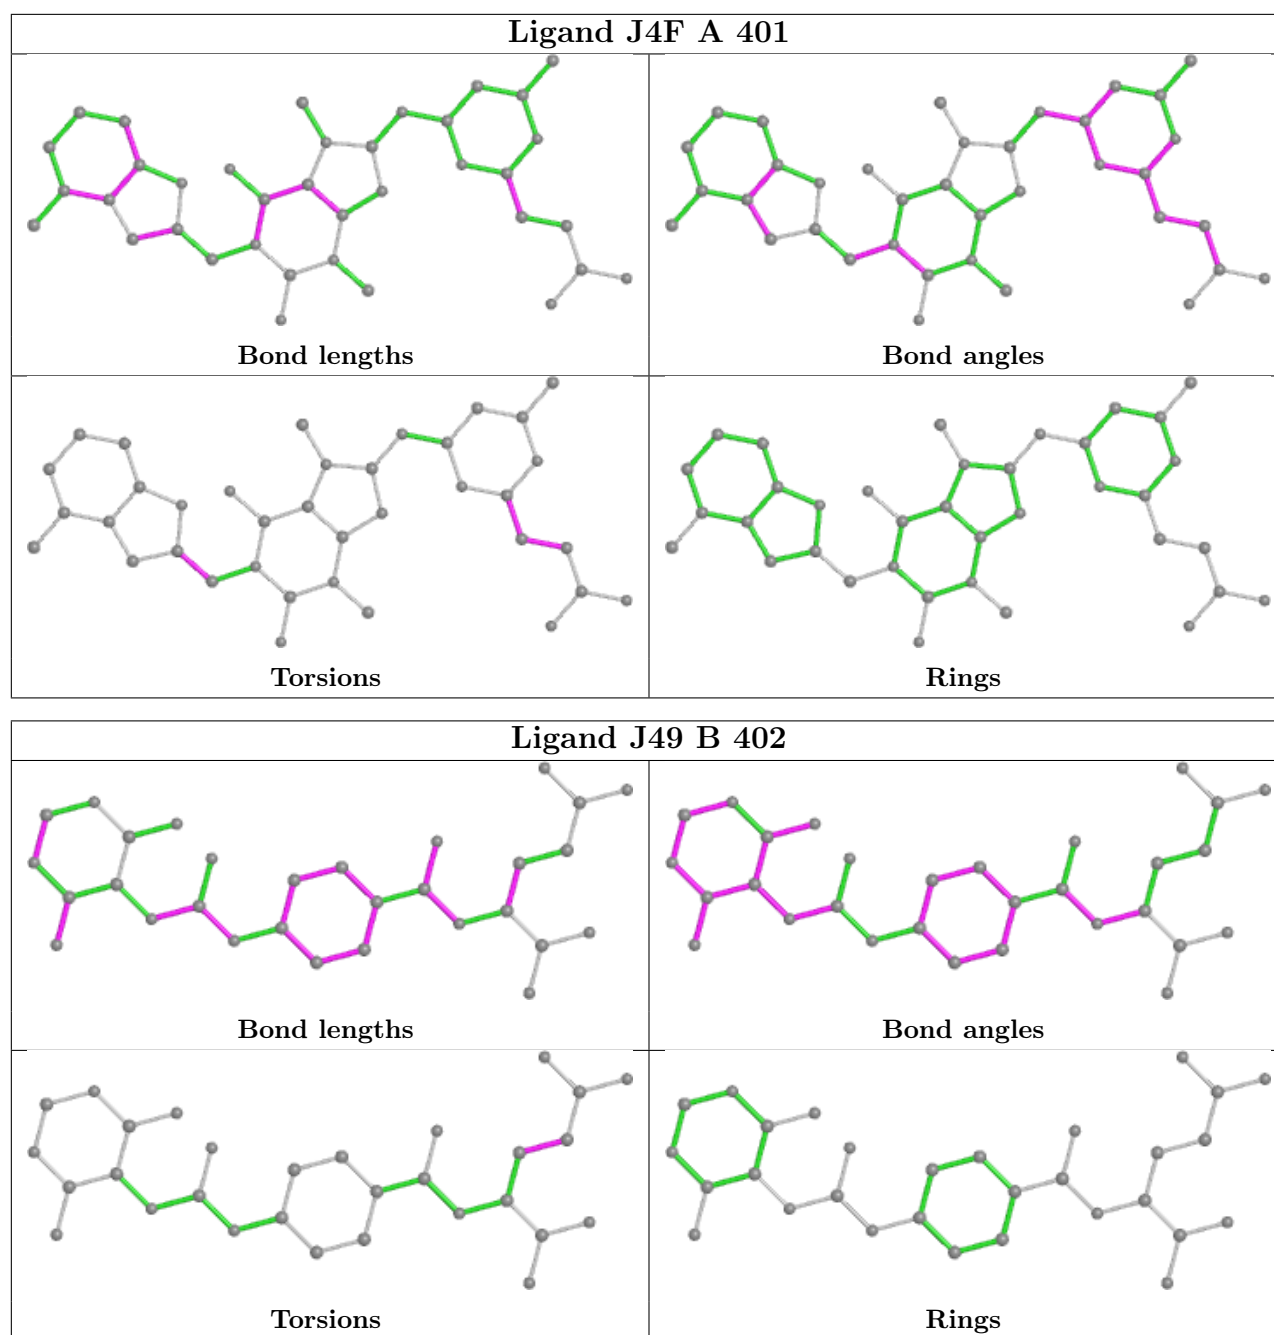 Ligand J4F A 401
Bond lengths
Bond angles
Torsions
Rings
Ligand J49 B 402
Bond lengths
Bond angles
Torsions
Rings